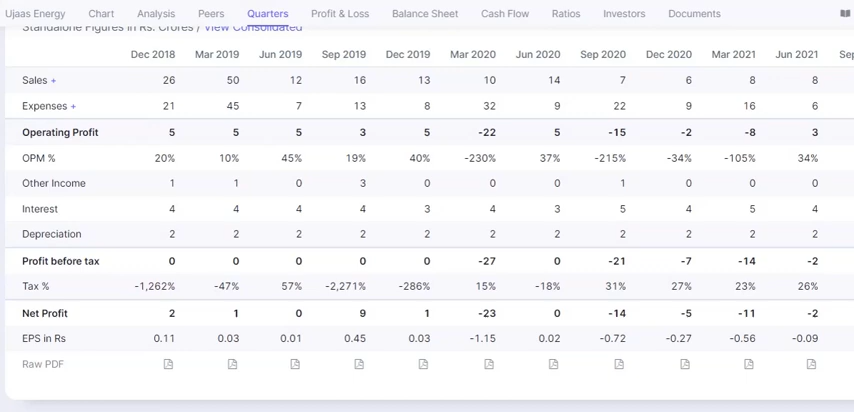 Ujaas Energy Chart Analysis Peers Quarters Profit & Loss Balance Sheet Cash Flow Ratios Investors Documents
Standalone Figures in Rs. Crores / View Consolidated
Dec 2018 Mar 2019 Jun 2019 Sep 2019 Dec 2019 Mar 2020 Jun 2020 Sep 2020 Dec 2020 Mar 2021 Jun 2021 Sep
Sales + 26 50 12 16 13 10 14 7 6 8 8
Expenses + 21 45 7 13 8 32 9 22 9 16 6
Operating Profit 5 5 5 3 5 -22 5 -15 -2 -8 3
OPM % 20% 10% 45% 19% 40% -230% 37% -215% -34% -105% 34%
Other Income 1 1 0 3 0 0 0 1 0 0 0
Interest 4 4 4 4 3 4 3 5 4 5 4
Depreciation 2 2 2 2 2 2 2 2 2 2 2
Profit before tax 0 0 0 0 0 -27 0 -21 -7 -14 -2
Tax % -1,262% -47% 57% -2,271% -286% 15% -18% 31% 27% 23% 26%
Net Profit 2 1 0 9 1 -23 0 -14 -5 -11 -2
EPS in Rs 0.11 0.03 0.01 0.45 0.03 -1.15 0.02 -0.72 -0.27 -0.56 -0.09
Raw PDF